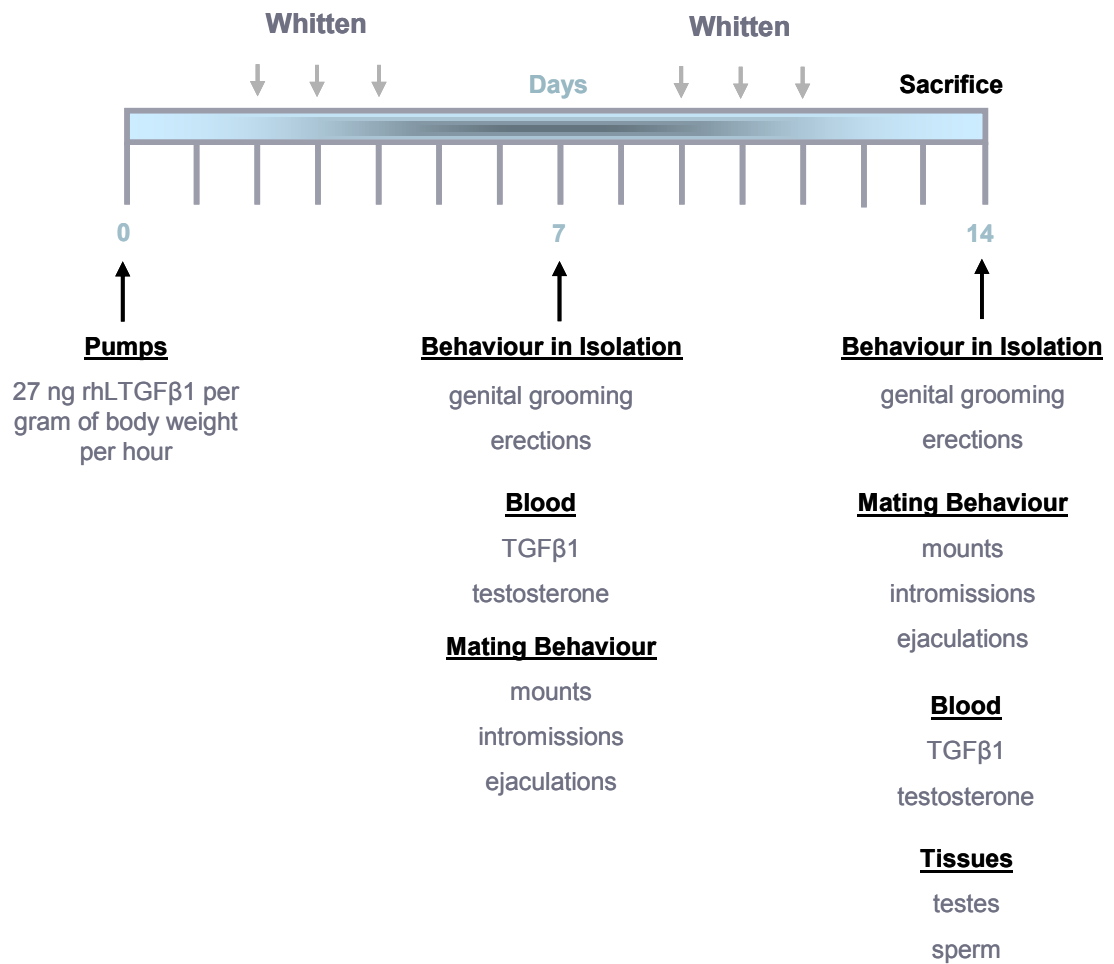 Whitten
Whitten
Days
Sacrifice
0
7
14
Pumps
27 ng rhLTGFβ1 per
gram of body weight
per hour
Behaviour in Isolation
genital grooming
erections
Blood
TGFβ1
testosterone
Mating Behaviour
mounts
intromissions
ejaculations
Behaviour in Isolation
genital grooming
erections
Mating Behaviour
mounts
intromissions
ejaculations
Blood
TGFβ1
testosterone
Tissues
testes
sperm